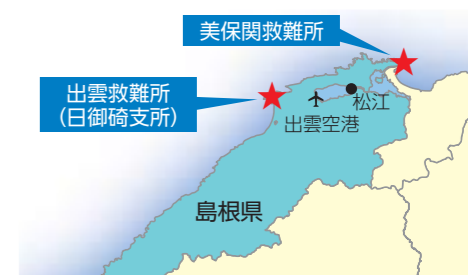 美保関救難所
出雲救難所
（日御碕支所）
松江
出雲空港
島根県